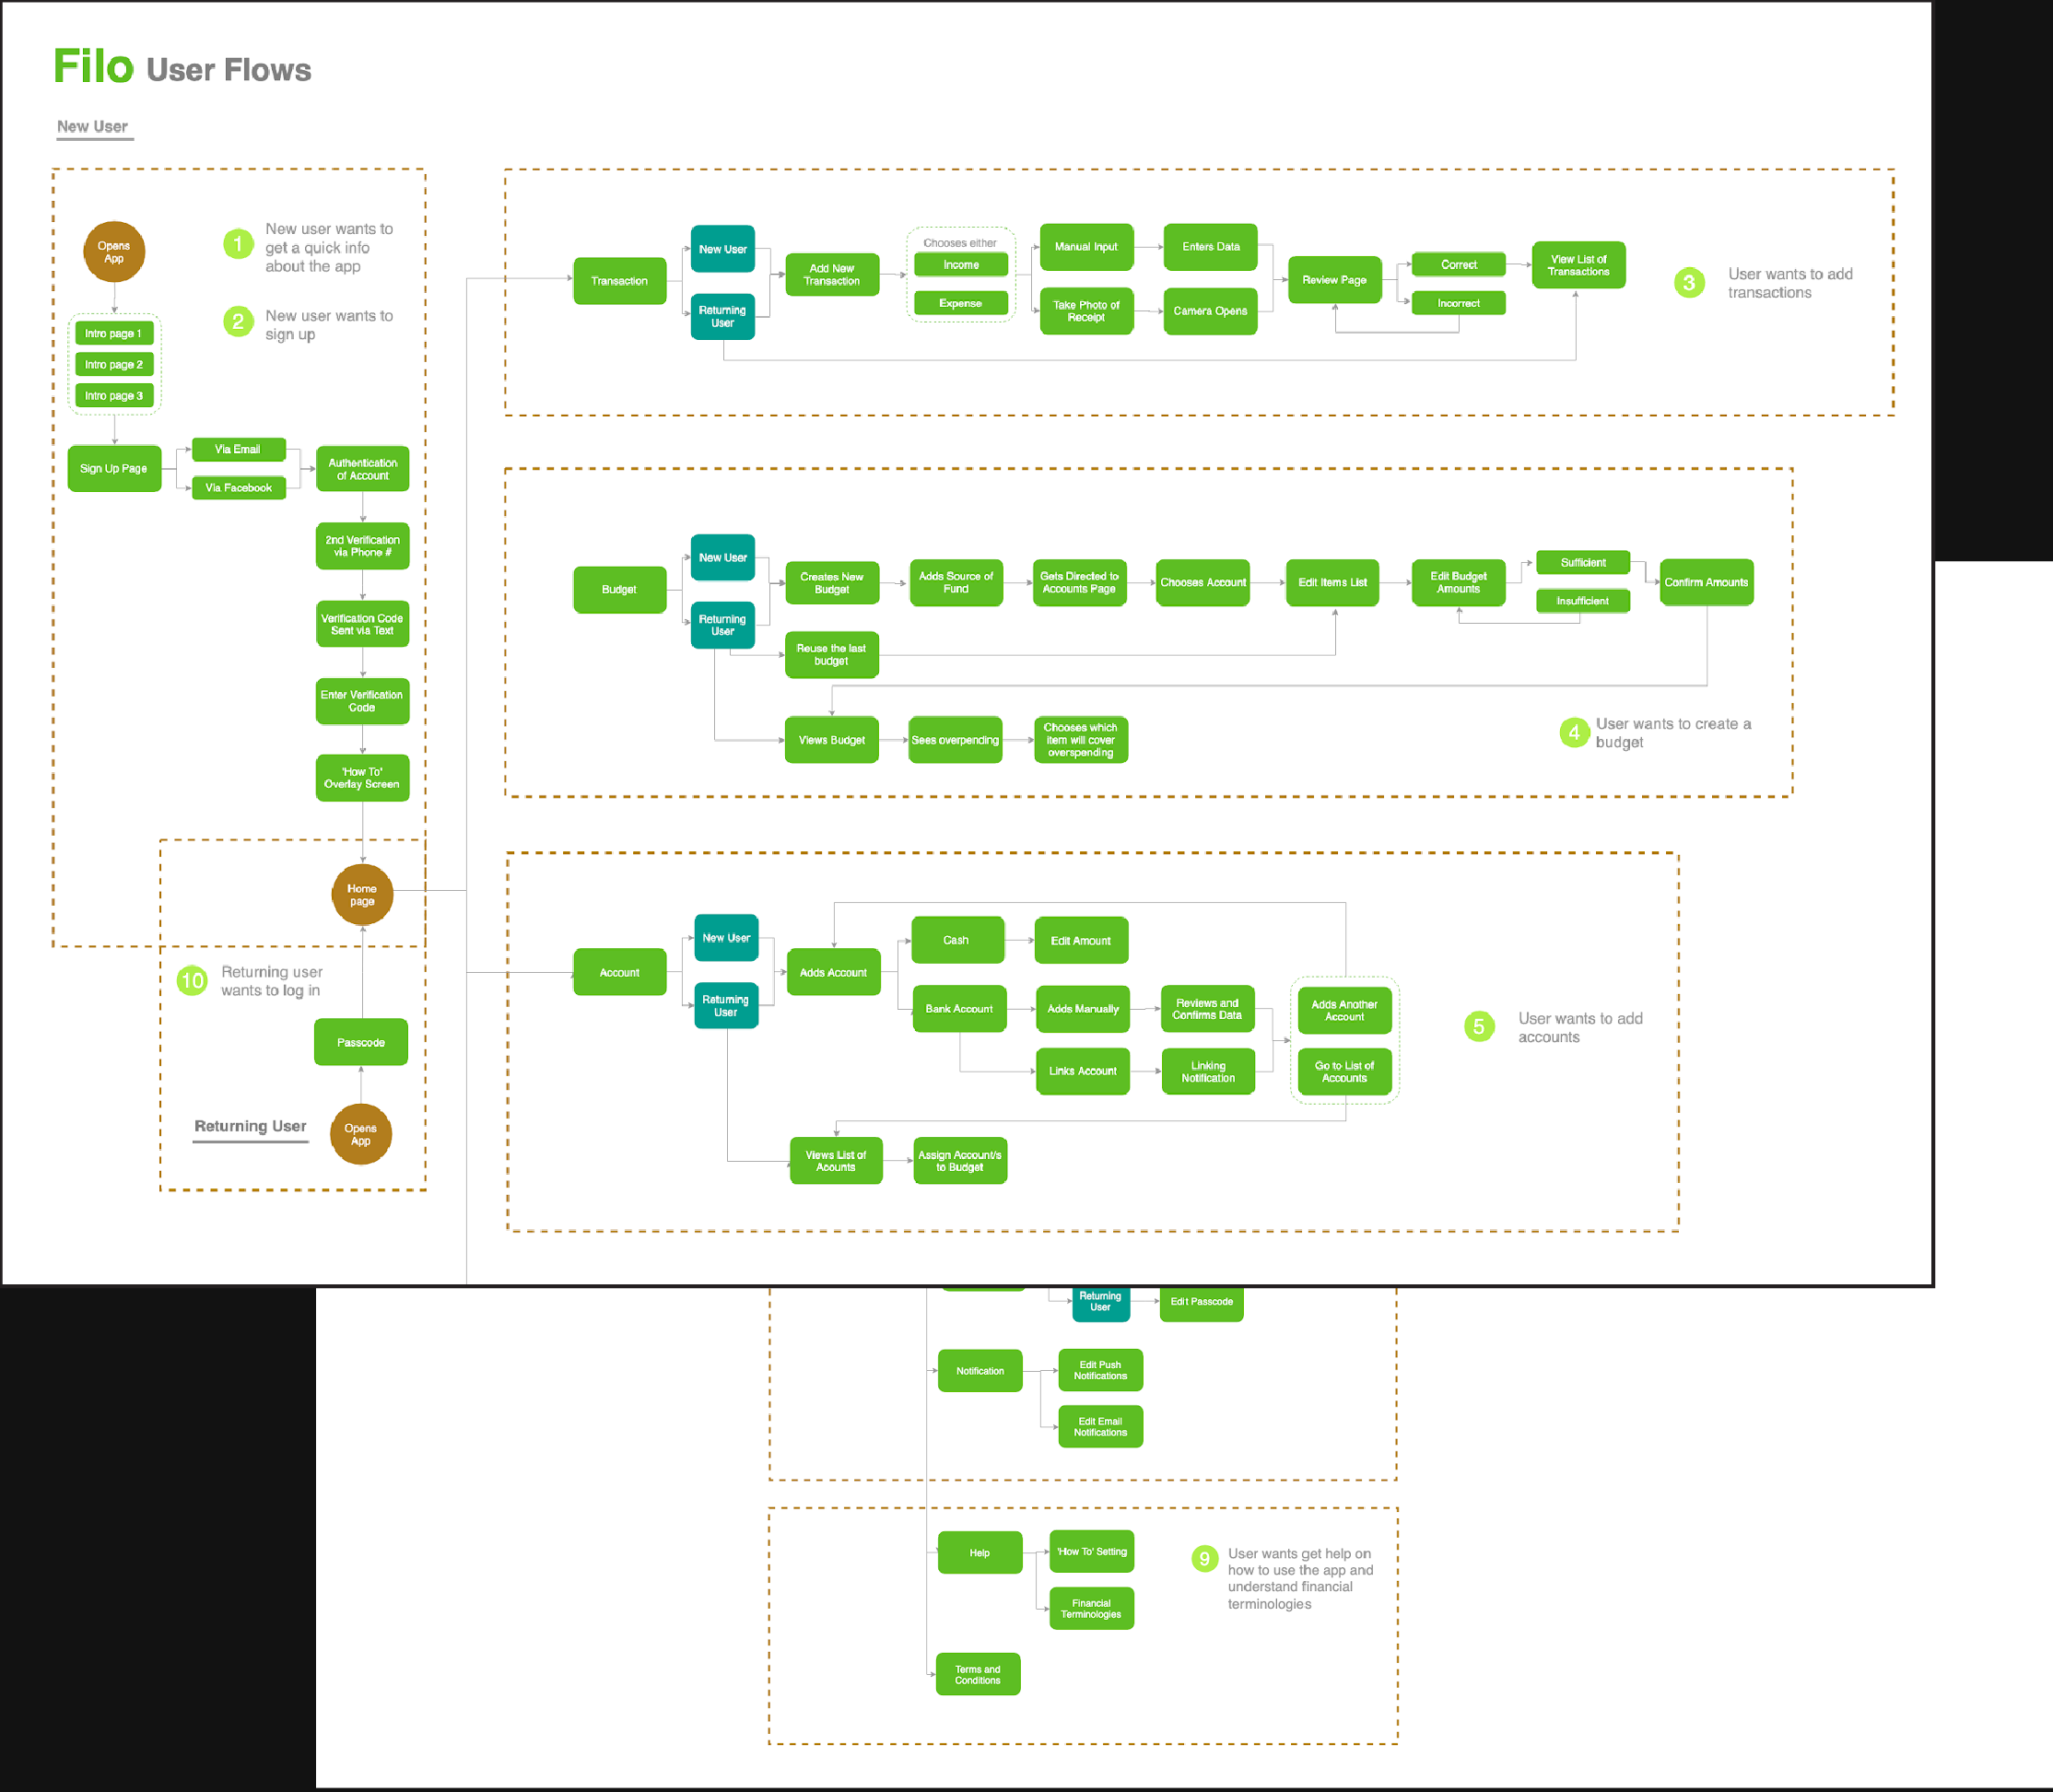 Filo User Flows
New User
Opens
App
1
New user wants to
get a quick info
about the app
2
New user wants to
sign up
Intro page 1
Intro page 2
Intro page 3
Sign Up Page
Via Email
Via Facebook
Authentication
of Account
2nd Verification
via Phone #
Verification Code
Sent via Text
Enter Verification
Code
'How To'
Overlay Screen
Home
page
10
Returning user
wants to log in
Passcode
Returning User
Opens
App
Transaction
New User
Returning
User
Add New
Transaction
Chooses either
Income
Expense
Manual Input
Take Photo of
Receipt
Enters Data
Camera Opens
Review Page
Correct
Incorrect
View List of
Transactions
3
User wants to add
transactions
Budget
New User
Returning
User
Creates New
Budget
Adds Source of
Fund
Gets Directed to
Accounts Page
Chooses Account
Edit Items List
Edit Budget
Amounts
Sufficient
Insufficient
Confirm Amounts
Reuse the last
budget
Views Budget
Sees overpending
Chooses which
item will cover
overspending
4
User wants to create a
budget
Account
New User
Returning
User
Adds Account
Cash
Edit Amount
Bank Account
Adds Manually
Reviews and
Confirms Data
Links Account
Linking
Notification
Adds Another
Account
Go to List of
Accounts
5
User wants to add
accounts
Views List of
Acounts
Assign Account/s
to Budget
Returning
User
Edit Passcode
Notification
Edit Push
Notifications
Edit Email
Notifications
Help
'How To' Setting
Financial
Terminologies
9
User wants get help on
how to use the app and
understand financial
terminologies
Terms and
Conditions